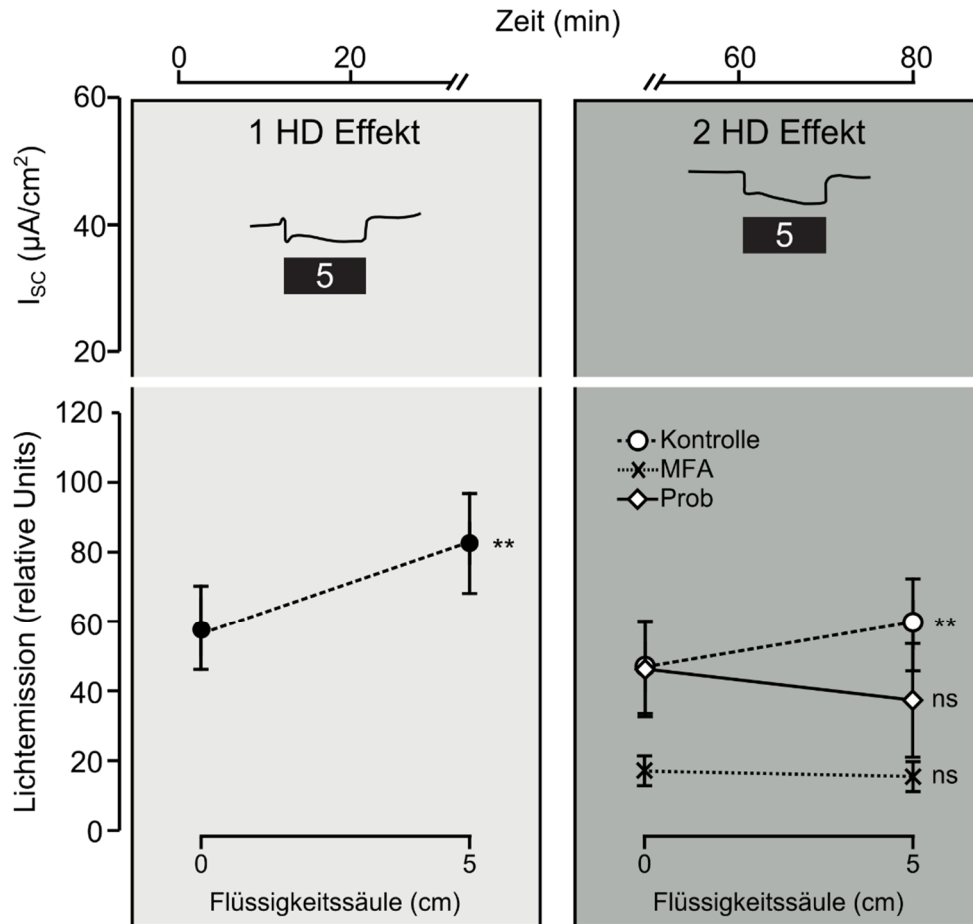 Zeit (min)
0 20 60 80
1 HD Effekt
2 HD Effekt
60
40
20
I_SC (µA/cm²)
5
5
120
100
80
60
40
20
0
Lichtemission (relative Units)
**
Kontrolle
MFA
Prob
**
ns
ns
0 5
0 5
Flüssigkeitssäule (cm)
Flüssigkeitssäule (cm)